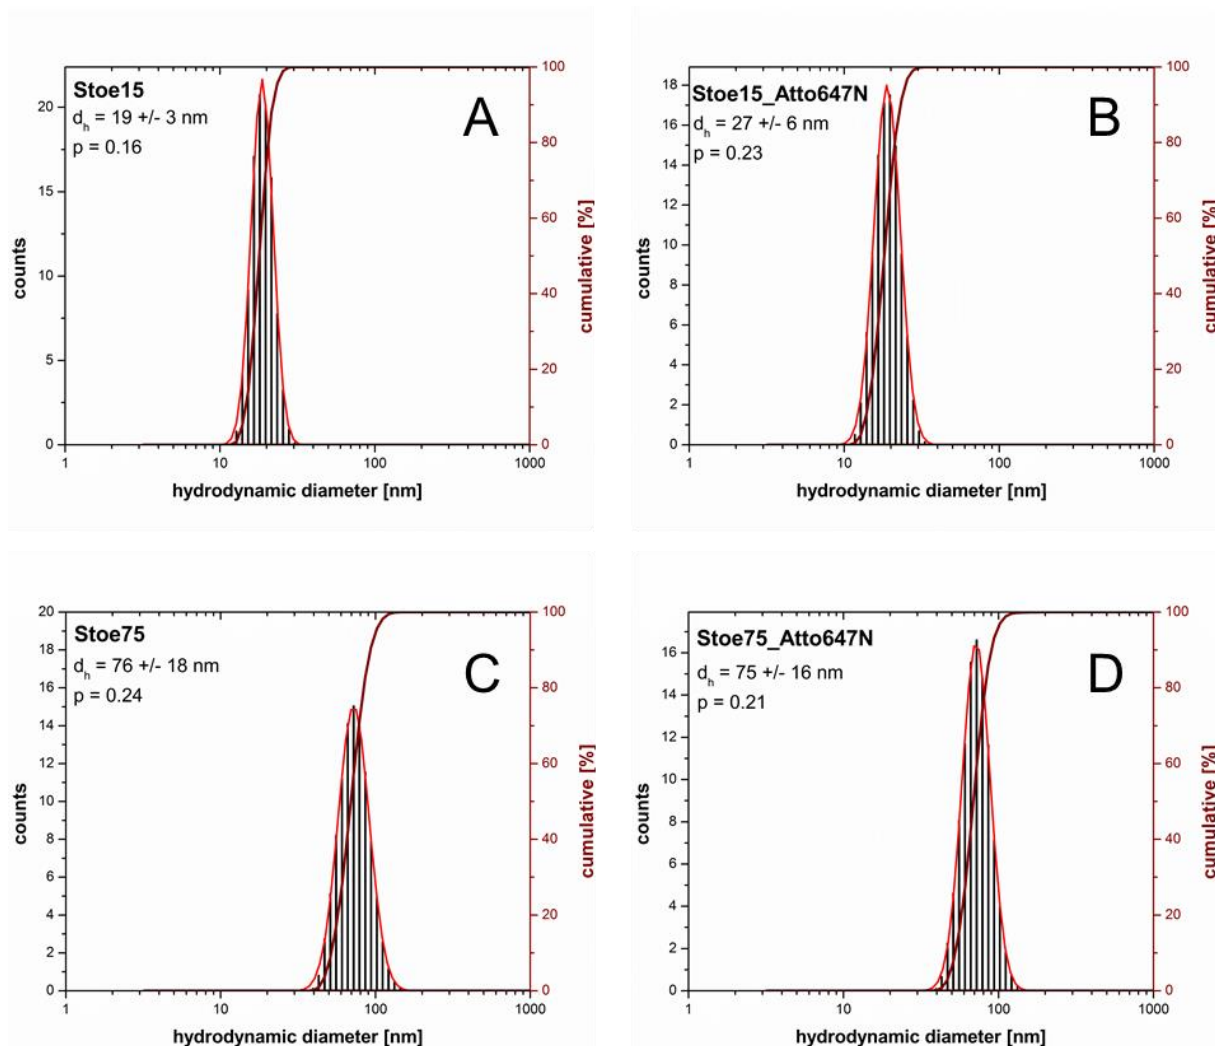 Stoe15
d_h = 19 +/- 3 nm
p = 0.16
A
counts
20
15
10
5
0
1
10
100
1000
hydrodynamic diameter [nm]
100
80
60
40
20
0
cumulative [%]
Stoe15_Atto647N
d_h = 27 +/- 6 nm
p = 0.23
B
counts
18
16
14
12
10
8
6
4
2
0
1
10
100
1000
hydrodynamic diameter [nm]
100
80
60
40
20
0
cumulative [%]
Stoe75
d_h = 76 +/- 18 nm
p = 0.24
C
counts
20
18
16
14
12
10
8
6
4
2
0
1
10
100
1000
hydrodynamic diameter [nm]
100
80
60
40
20
0
cumulative [%]
Stoe75_Atto647N
d_h = 75 +/- 16 nm
p = 0.21
D
counts
16
14
12
10
8
6
4
2
0
1
10
100
1000
hydrodynamic diameter [nm]
100
80
60
40
20
0
cumulative [%]